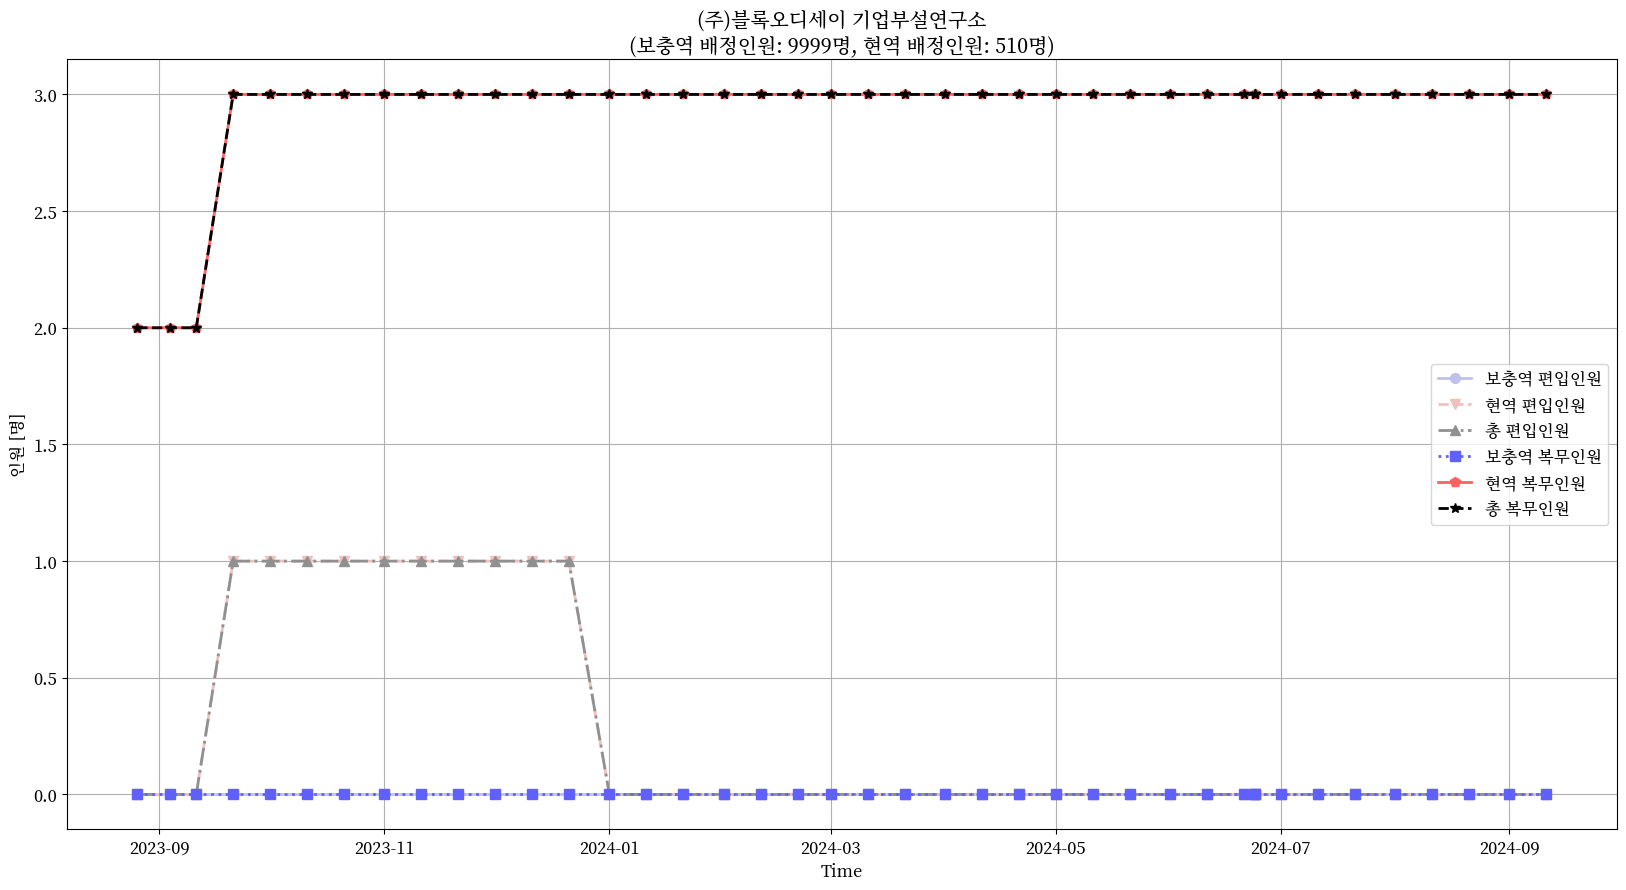 (주)블록오디세이 기업부설연구소
(보충역 배정인원: 9999명, 현역 배정인원: 510명)
3.0
2.5
2.0
1.5
1.0
0.5
0.0
인원 [명]
보충역 편입인원
현역 편입인원
총 편입인원
보충역 복무인원
현역 복무인원
총 복무인원
2023-09 2023-11 2024-01 2024-03 2024-05 2024-07 2024-09
Time